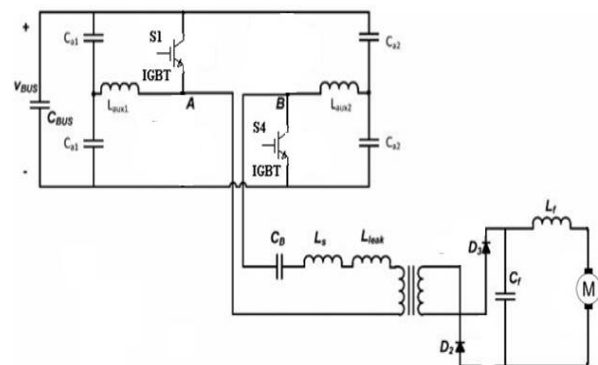 +
Ca1
S1
IGBT
Ca2
VBUS
CBUS
Laux1
A
B
Laux2
Ca1
S4
IGBT
Ca2
-
CB
Ls
Lleak
Lf
D3
Cf
M
D2